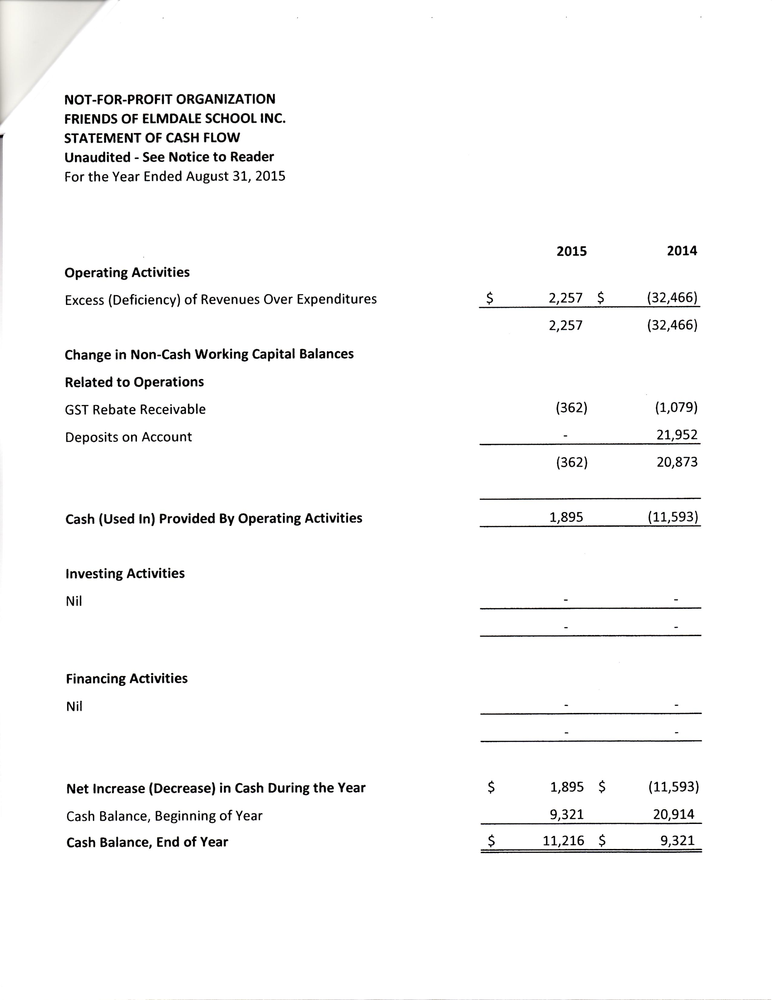 NOT-FOR-PROFIT ORGANIZATION
FRIENDS OF ELMDALE SCHOOL INC.
STATEMENT OF CASH FLOW
Unaudited - See Notice to Reader
For the Year Ended August 31, 2015
2015 2014
Operating Activities
Excess (Deficiency) of Revenues Over Expenditures $ 2,257 $ (32,466)
2,257 (32,466)
Change in Non-Cash Working Capital Balances
Related to Operations
GST Rebate Receivable (362) (1,079)
Deposits on Account - 21,952
(362) 20,873
Cash (Used In) Provided By Operating Activities 1,895 (11,593)
Investing Activities
Nil - -
- -
Financing Activities
Nil - -
- -
Net Increase (Decrease) in Cash During the Year $ 1,895 $ (11,593)
Cash Balance, Beginning of Year 9,321 20,914
Cash Balance, End of Year $ 11,216 $ 9,321